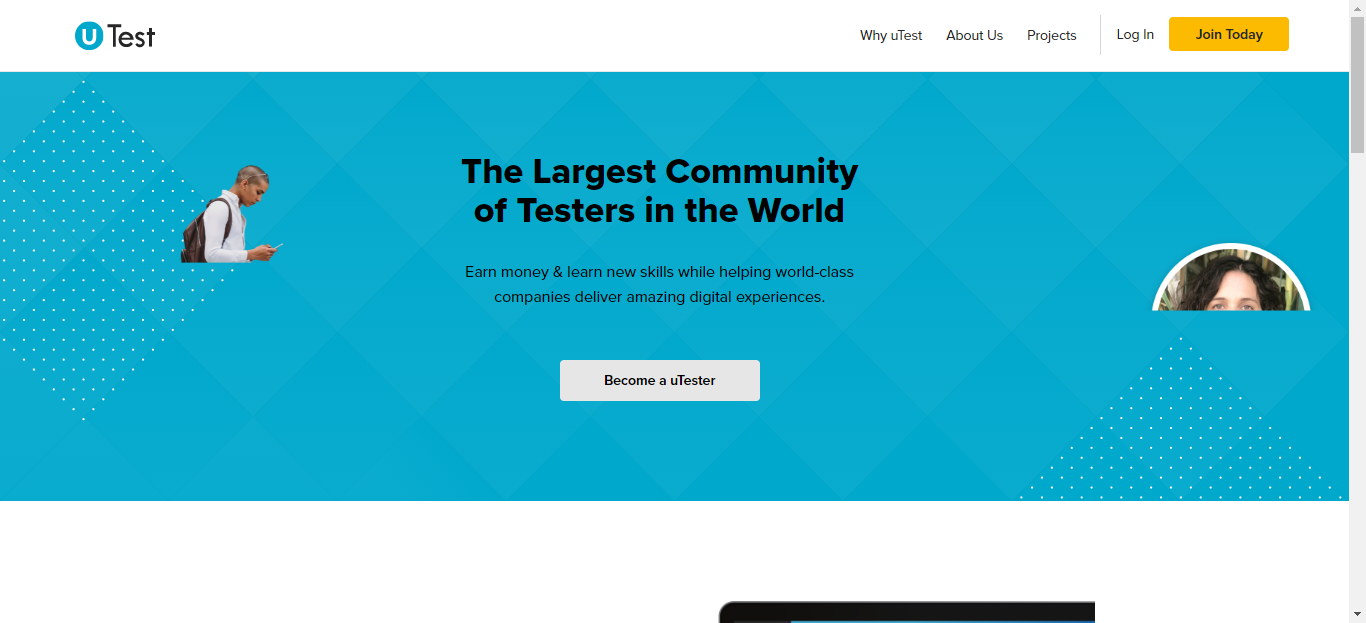 uTest
Why uTest
About Us
Projects
Log In
Join Today
The Largest Community
of Testers in the World
Earn money & learn new skills while helping world-class
companies deliver amazing digital experiences.
Become a uTester